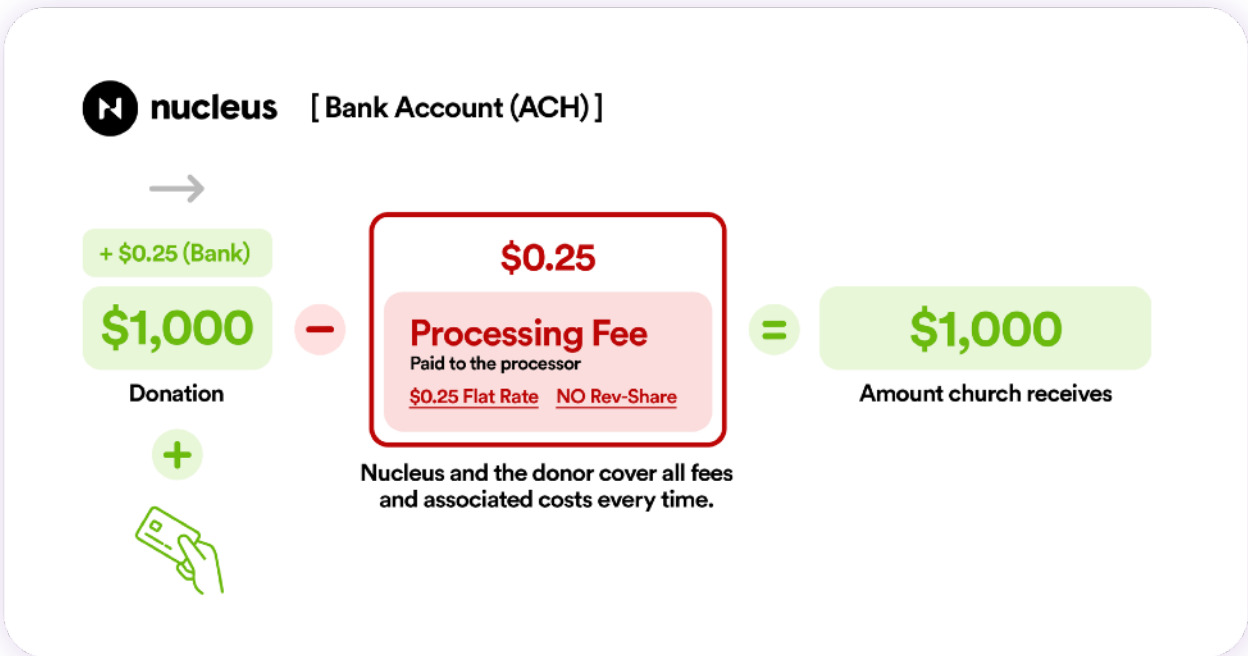 nucleus [ Bank Account (ACH) ]
+ $0.25 (Bank)
$1,000
Donation
$0.25
Processing Fee
Paid to the processor
$0.25 Flat Rate NO Rev-Share
Nucleus and the donor cover all fees
and associated costs every time.
$1,000
Amount church receives